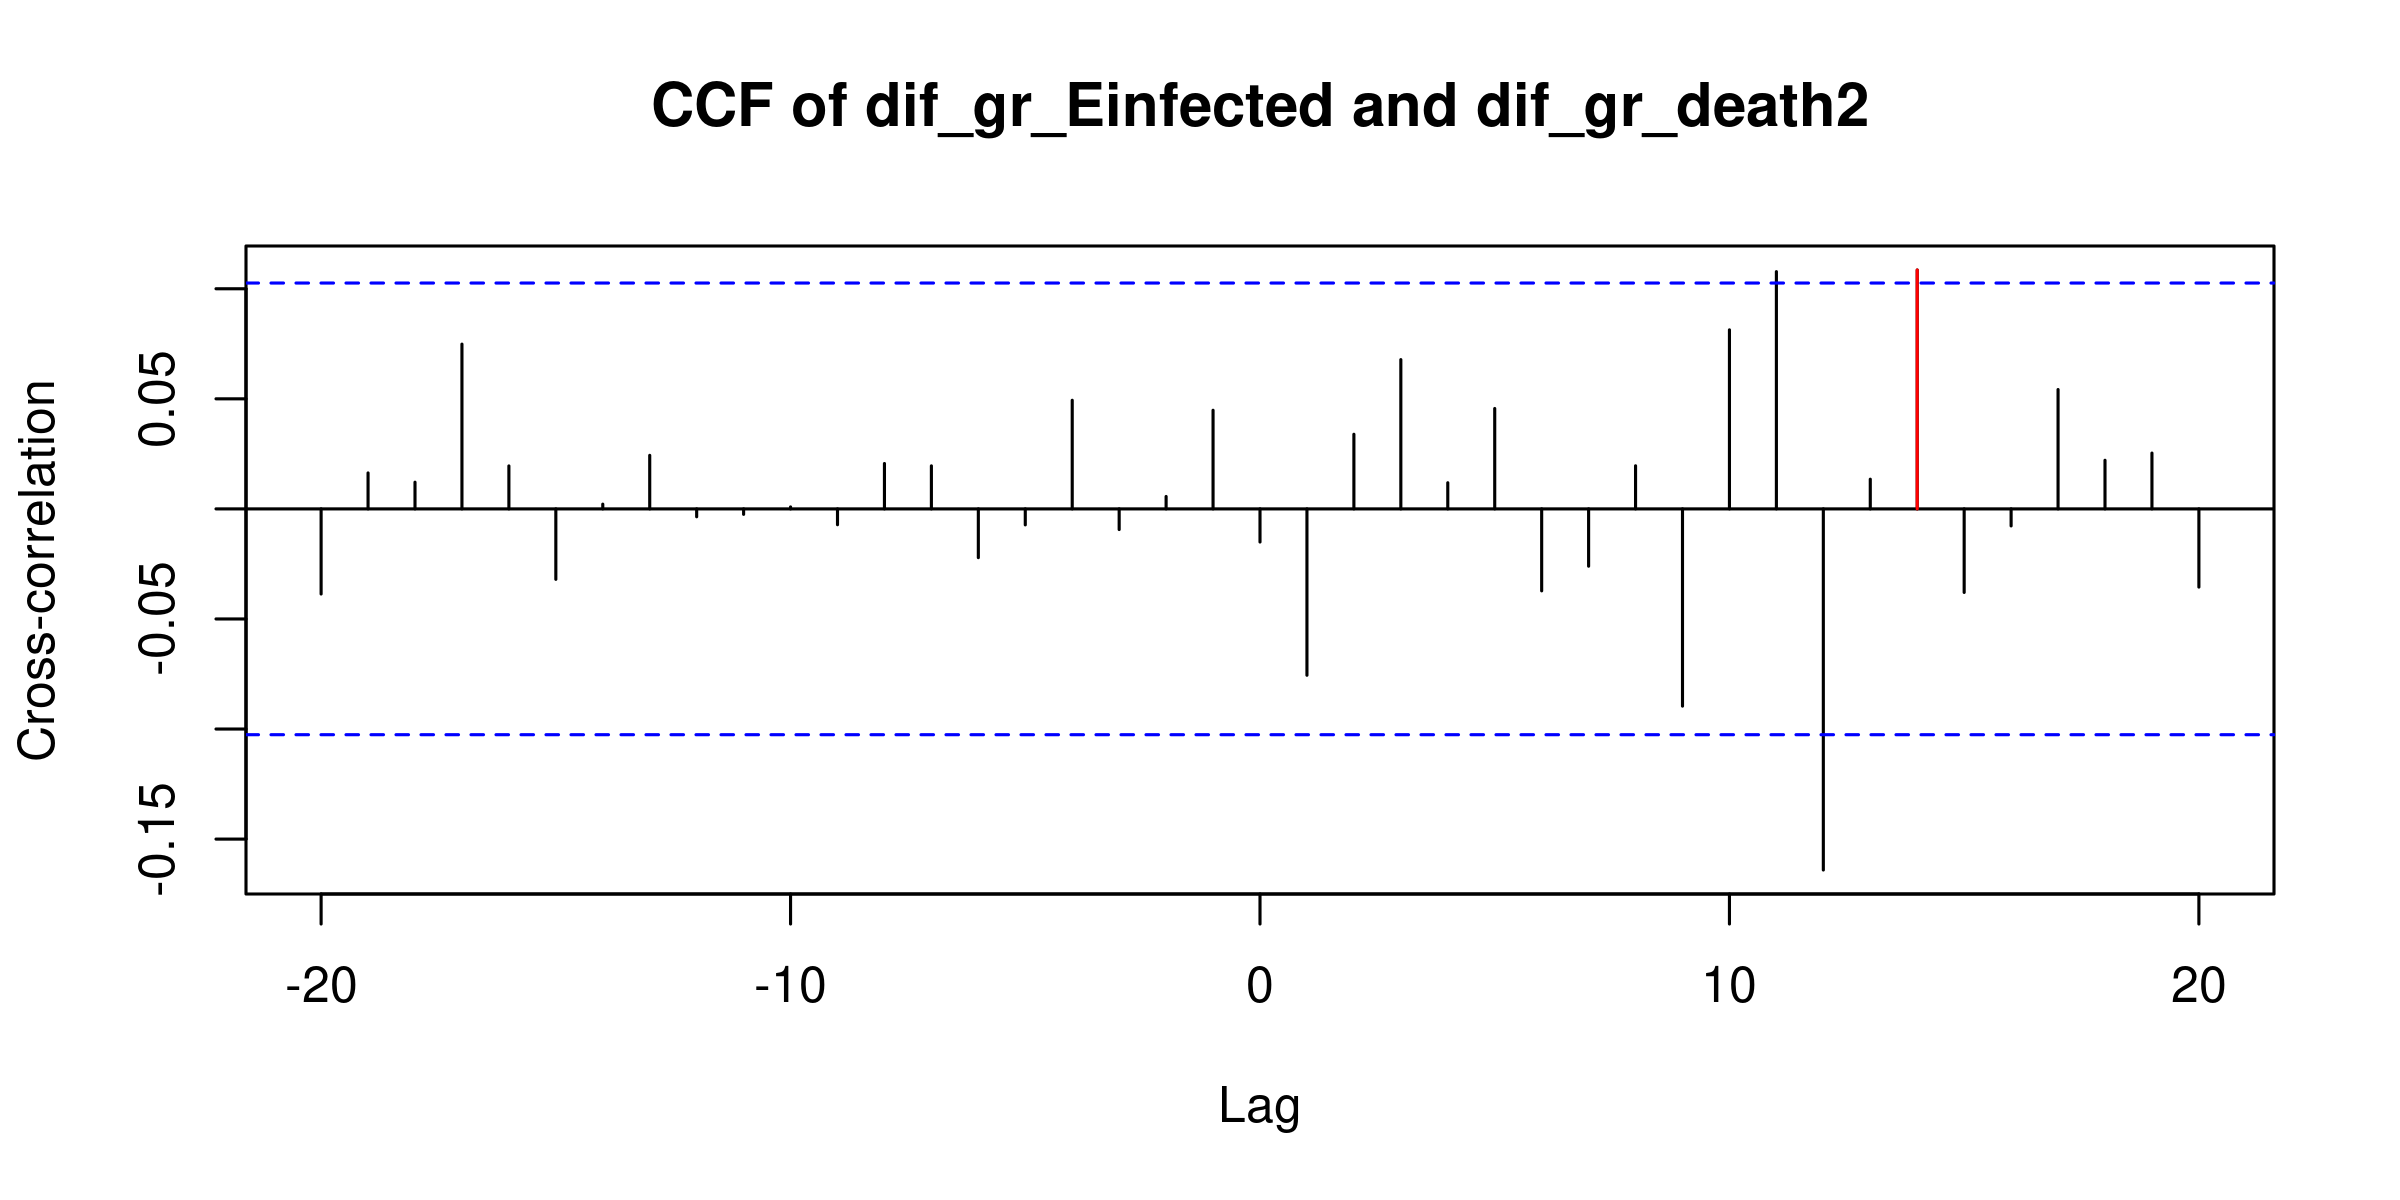 CCF of dif_gr_Einfected and dif_gr_death2
Cross-correlation
0.05
-0.05
-0.15
-20
-10
0
10
20
Lag